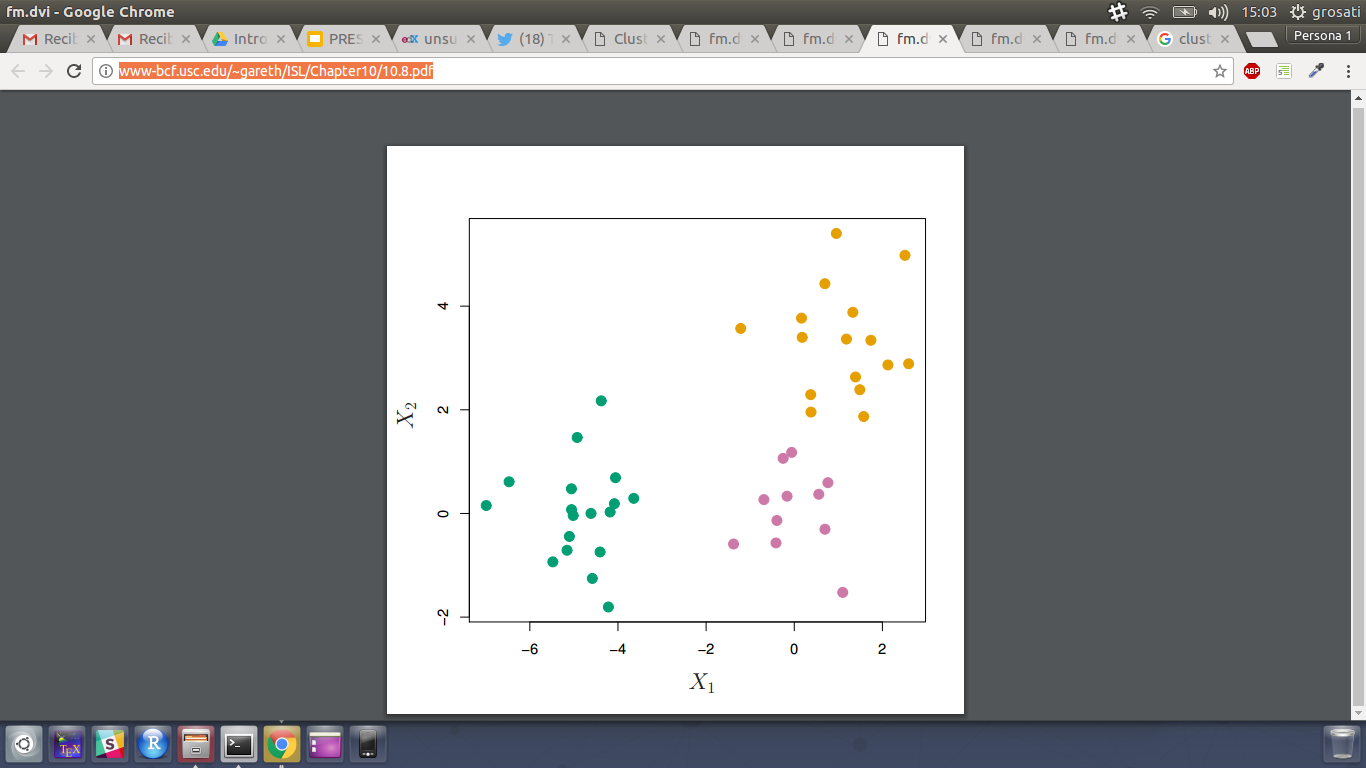 fm.dvi - Google Chrome
15:03 grosati
Recib
Recib
Intro
PRES
edX unsu
(18) T
Clust
fm.d
fm.d
fm.d
fm.d
fm.d
G clust
Persona 1
www-bcf.usc.edu/~gareth/ISL/Chapter10/10.8.pdf
ABP
4
2
0
−2
X2
−6 −4 −2 0 2
X1
TEX
S
R
>_